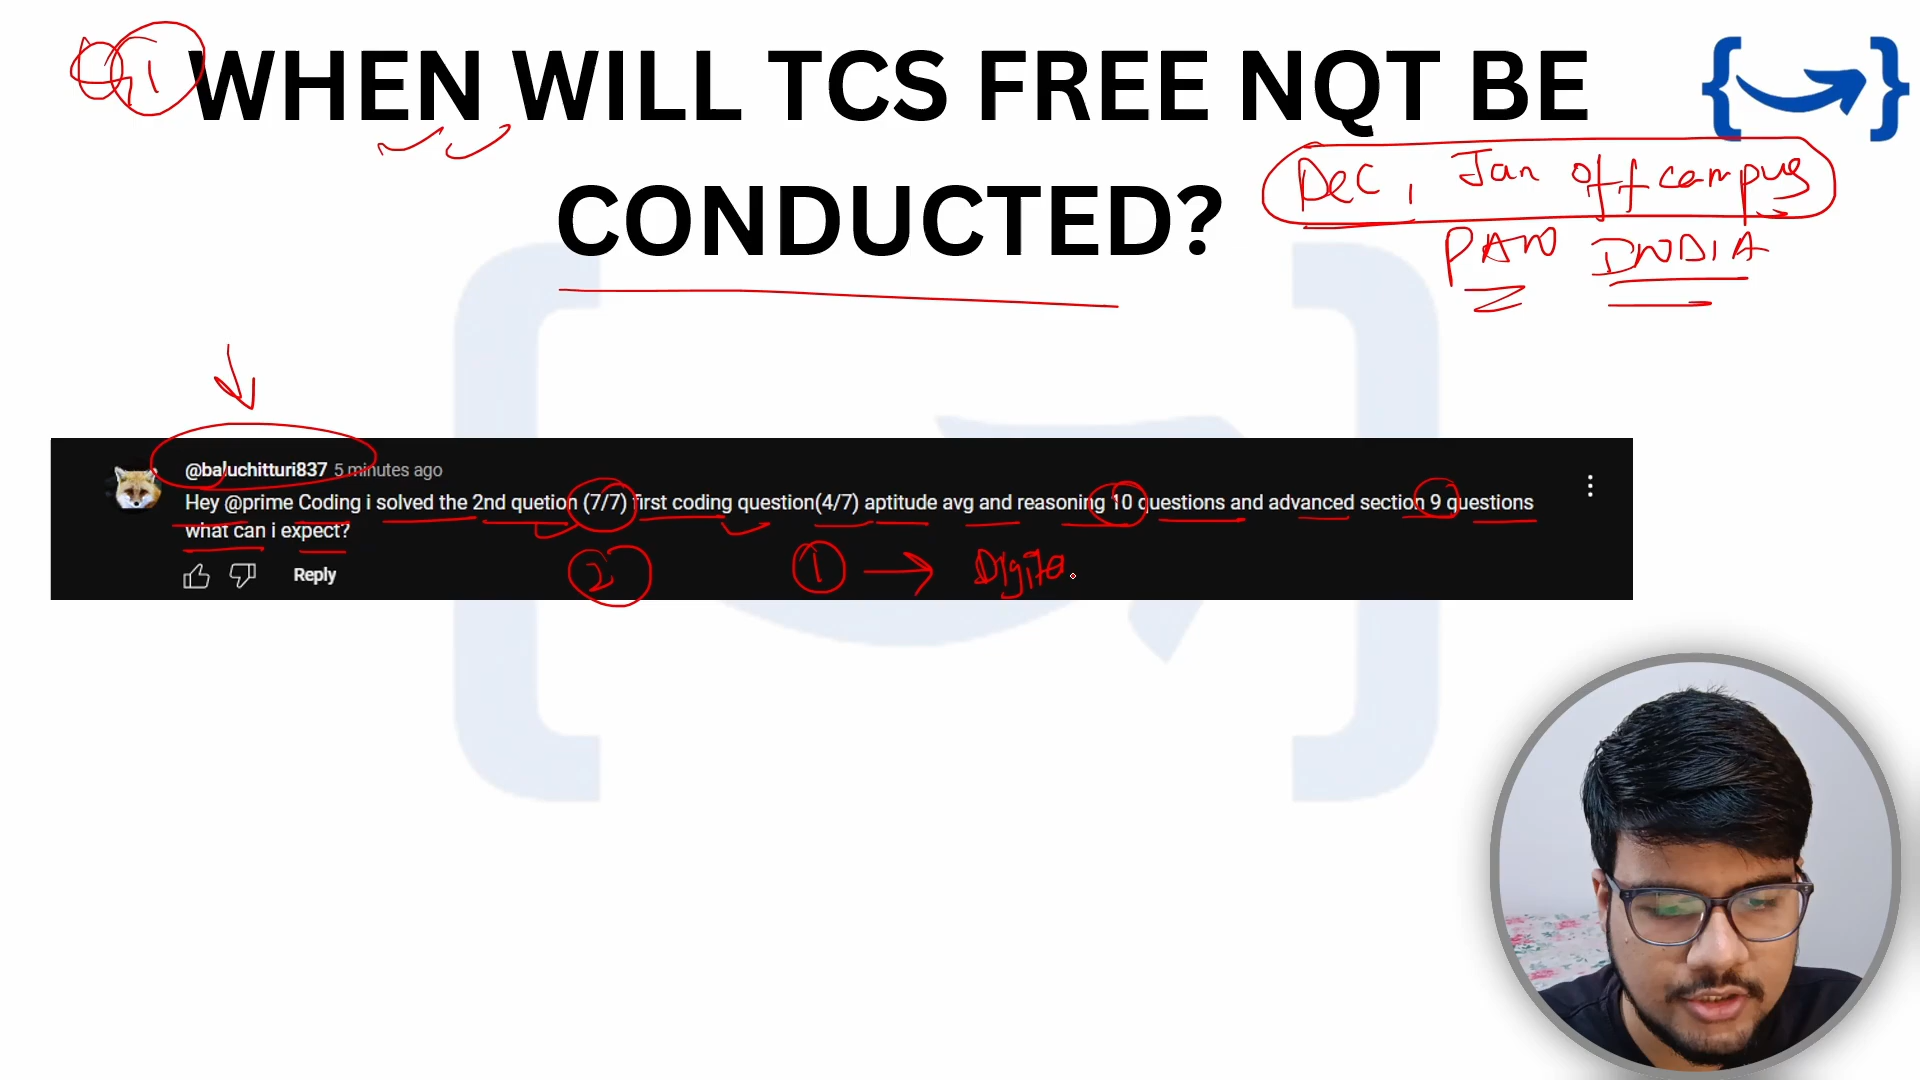 Q1 WHEN WILL TCS FREE NQT BE
CONDUCTED?
Dec, Jan off campus
PAN INDIA
@baluchitturi837 5 minutes ago
Hey @prime Coding i solved the 2nd quetion (7/7) first coding question(4/7) aptitude avg and reasoning 10 questions and advanced section 9 questions
what can i expect?
Reply
2
1 → Digita